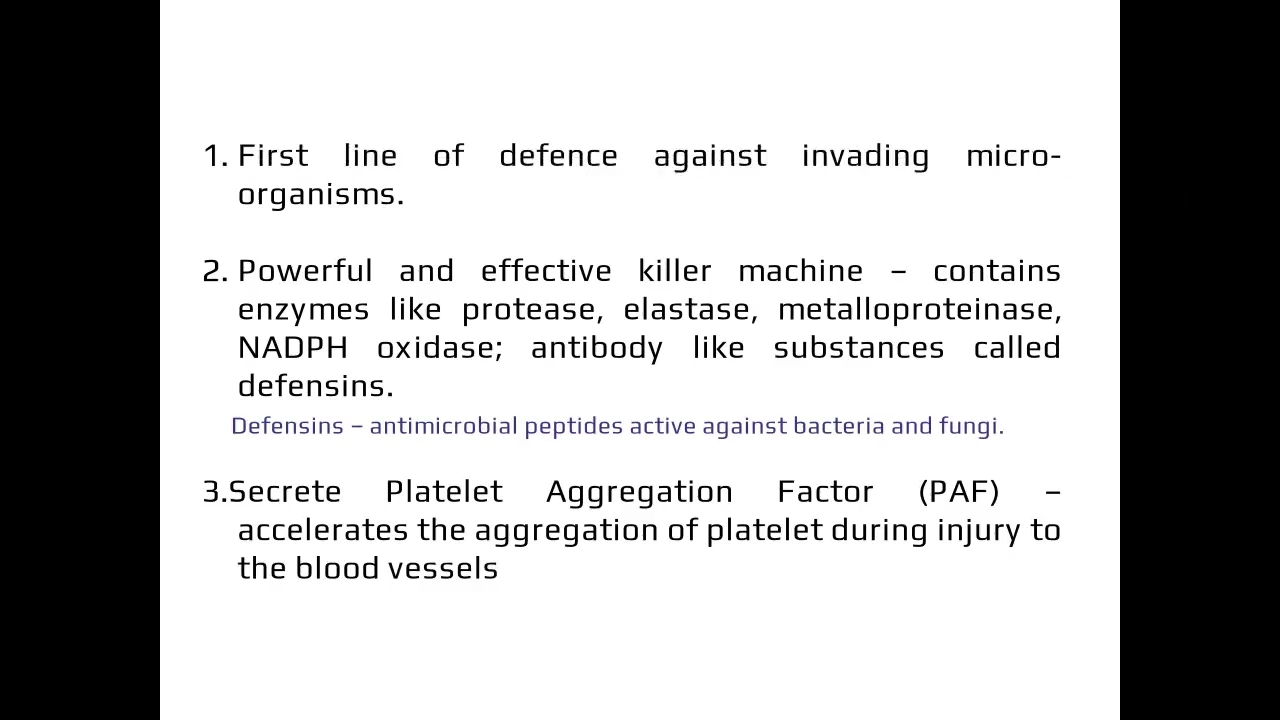 1. First line of defence against invading micro-
organisms.
2. Powerful and effective killer machine – contains
enzymes like protease, elastase, metalloproteinase,
NADPH oxidase; antibody like substances called
defensins.
Defensins – antimicrobial peptides active against bacteria and fungi.
3.Secrete Platelet Aggregation Factor (PAF) –
accelerates the aggregation of platelet during injury to
the blood vessels